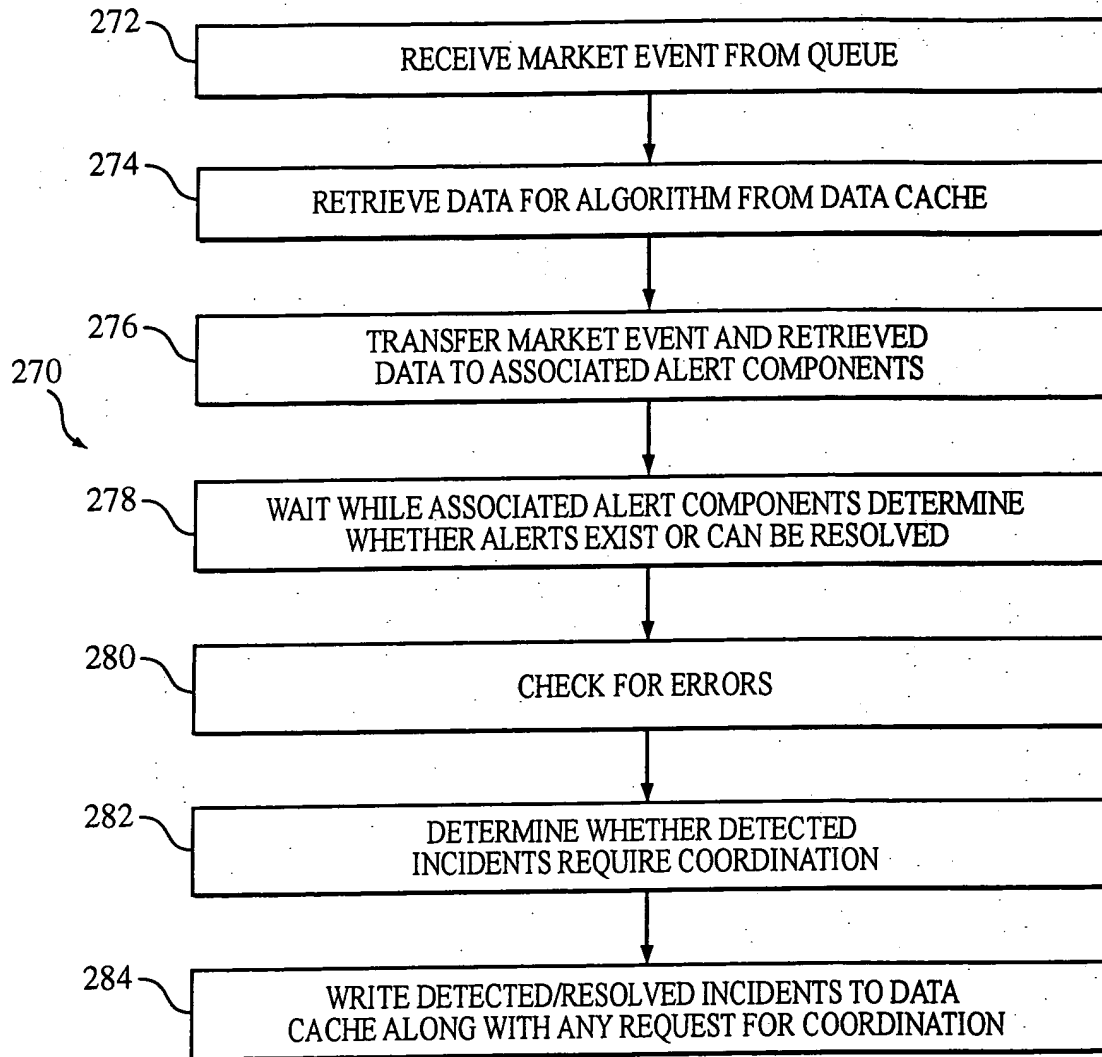 272
RECEIVE MARKET EVENT FROM QUEUE
274
RETRIEVE DATA FOR ALGORITHM FROM DATA CACHE
276
TRANSFER MARKET EVENT AND RETRIEVED
DATA TO ASSOCIATED ALERT COMPONENTS
270
278
WAIT WHILE ASSOCIATED ALERT COMPONENTS DETERMINE
WHETHER ALERTS EXIST OR CAN BE RESOLVED
280
CHECK FOR ERRORS
282
DETERMINE WHETHER DETECTED
INCIDENTS REQUIRE COORDINATION
284
WRITE DETECTED/RESOLVED INCIDENTS TO DATA
CACHE ALONG WITH ANY REQUEST FOR COORDINATION